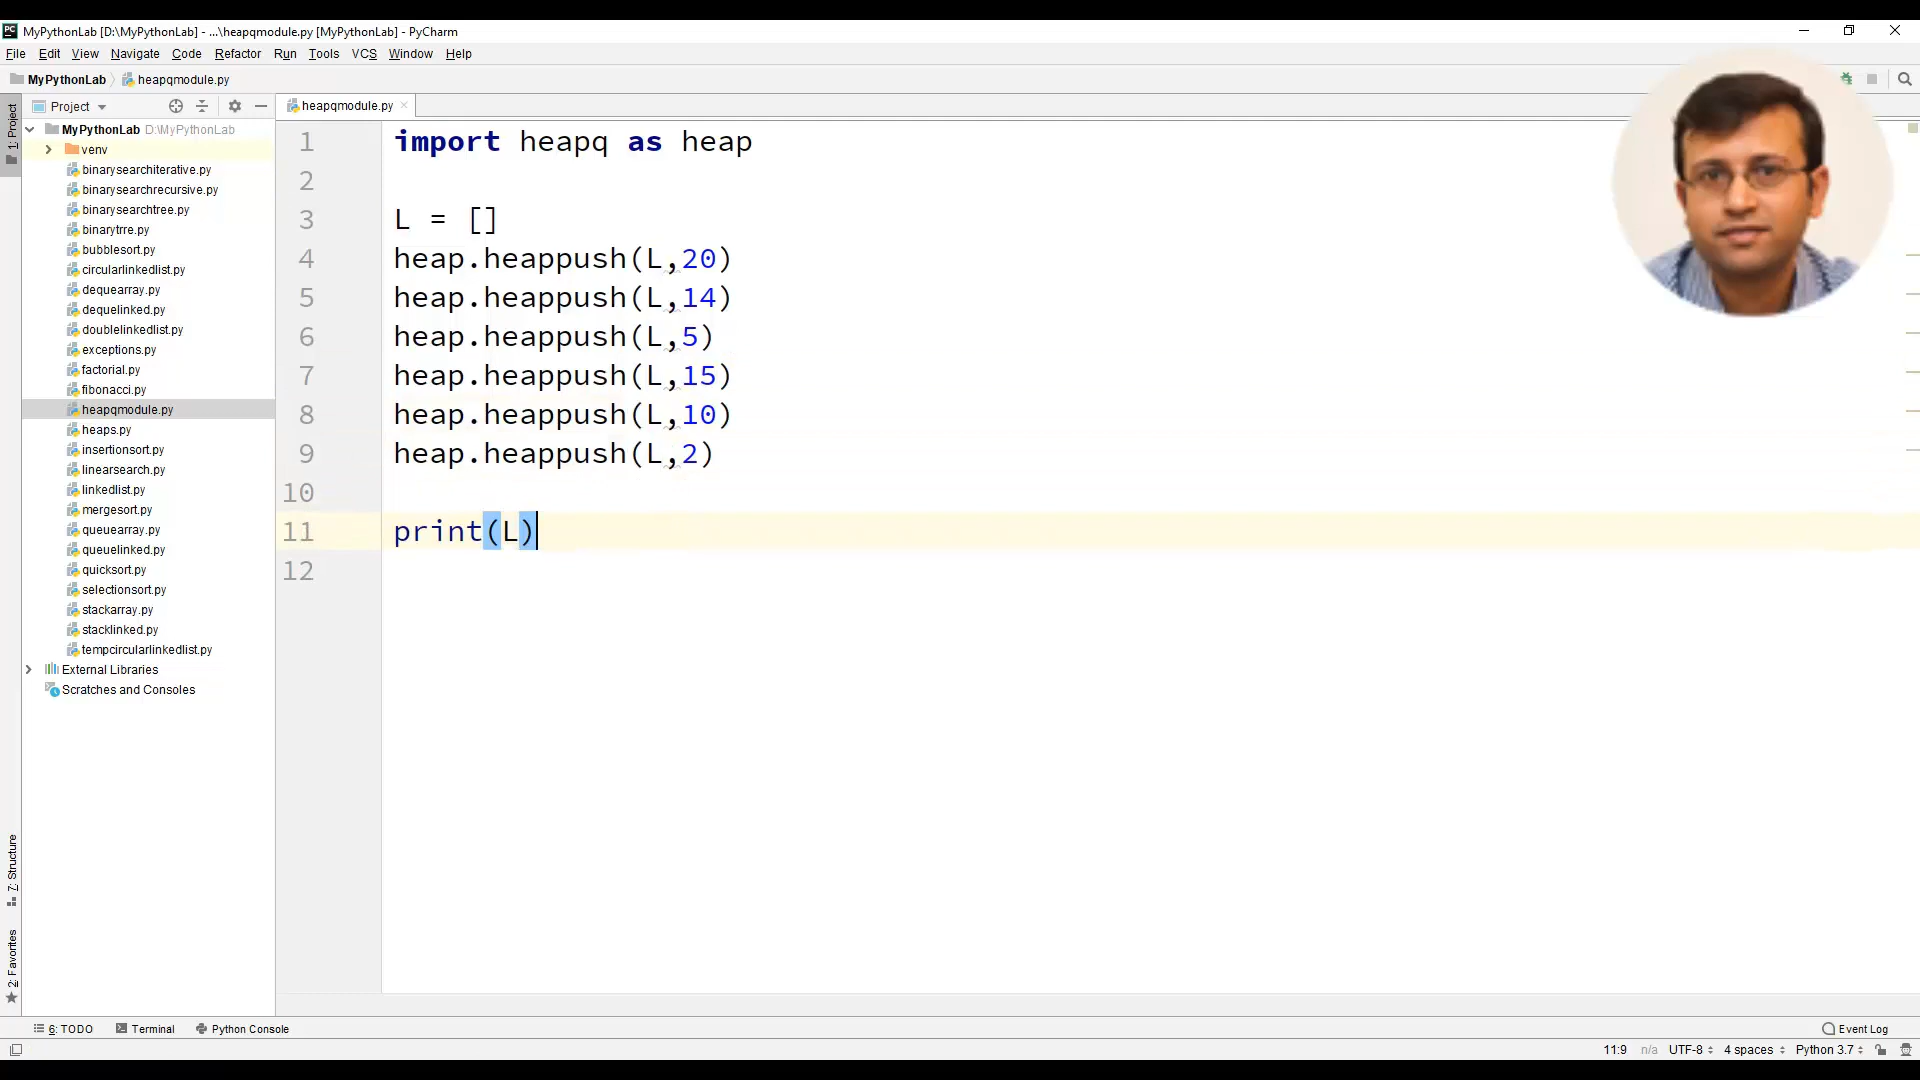 MyPythonLab [D:\MyPythonLab] - ...\heapqmodule.py [MyPythonLab] - PyCharm
File Edit View Navigate Code Refactor Run Tools VCS Window Help
MyPythonLab heapqmodule.py
1: Project
Project
heapqmodule.py
MyPythonLab D:\MyPythonLab
venv
binarysearchiterative.py
binarysearchrecursive.py
binarysearchtree.py
binarytrre.py
bubblesort.py
circularlinkedlist.py
dequearray.py
dequelinked.py
doublelinkedlist.py
exceptions.py
factorial.py
fibonacci.py
heapqmodule.py
heaps.py
insertionsort.py
linearsearch.py
linkedlist.py
mergesort.py
queuearray.py
queuelinked.py
quicksort.py
selectionsort.py
stackarray.py
stacklinked.py
tempcircularlinkedlist.py
External Libraries
Scratches and Consoles
7: Structure
2: Favorites
1 import heapq as heap
2
3 L = []
4 heap.heappush(L,20)
5 heap.heappush(L,14)
6 heap.heappush(L,5)
7 heap.heappush(L,15)
8 heap.heappush(L,10)
9 heap.heappush(L,2)
10
11 print(L)
12
6: TODO Terminal Python Console Event Log
11:9 n/a UTF-8 4 spaces Python 3.7